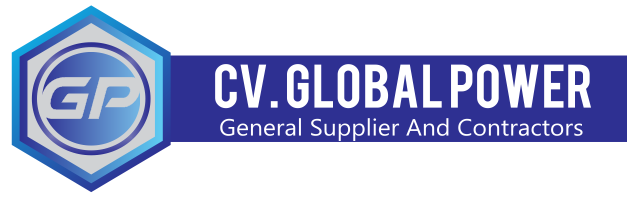 GP
CV. GLOBAL POWER
General Supplier And Contractors